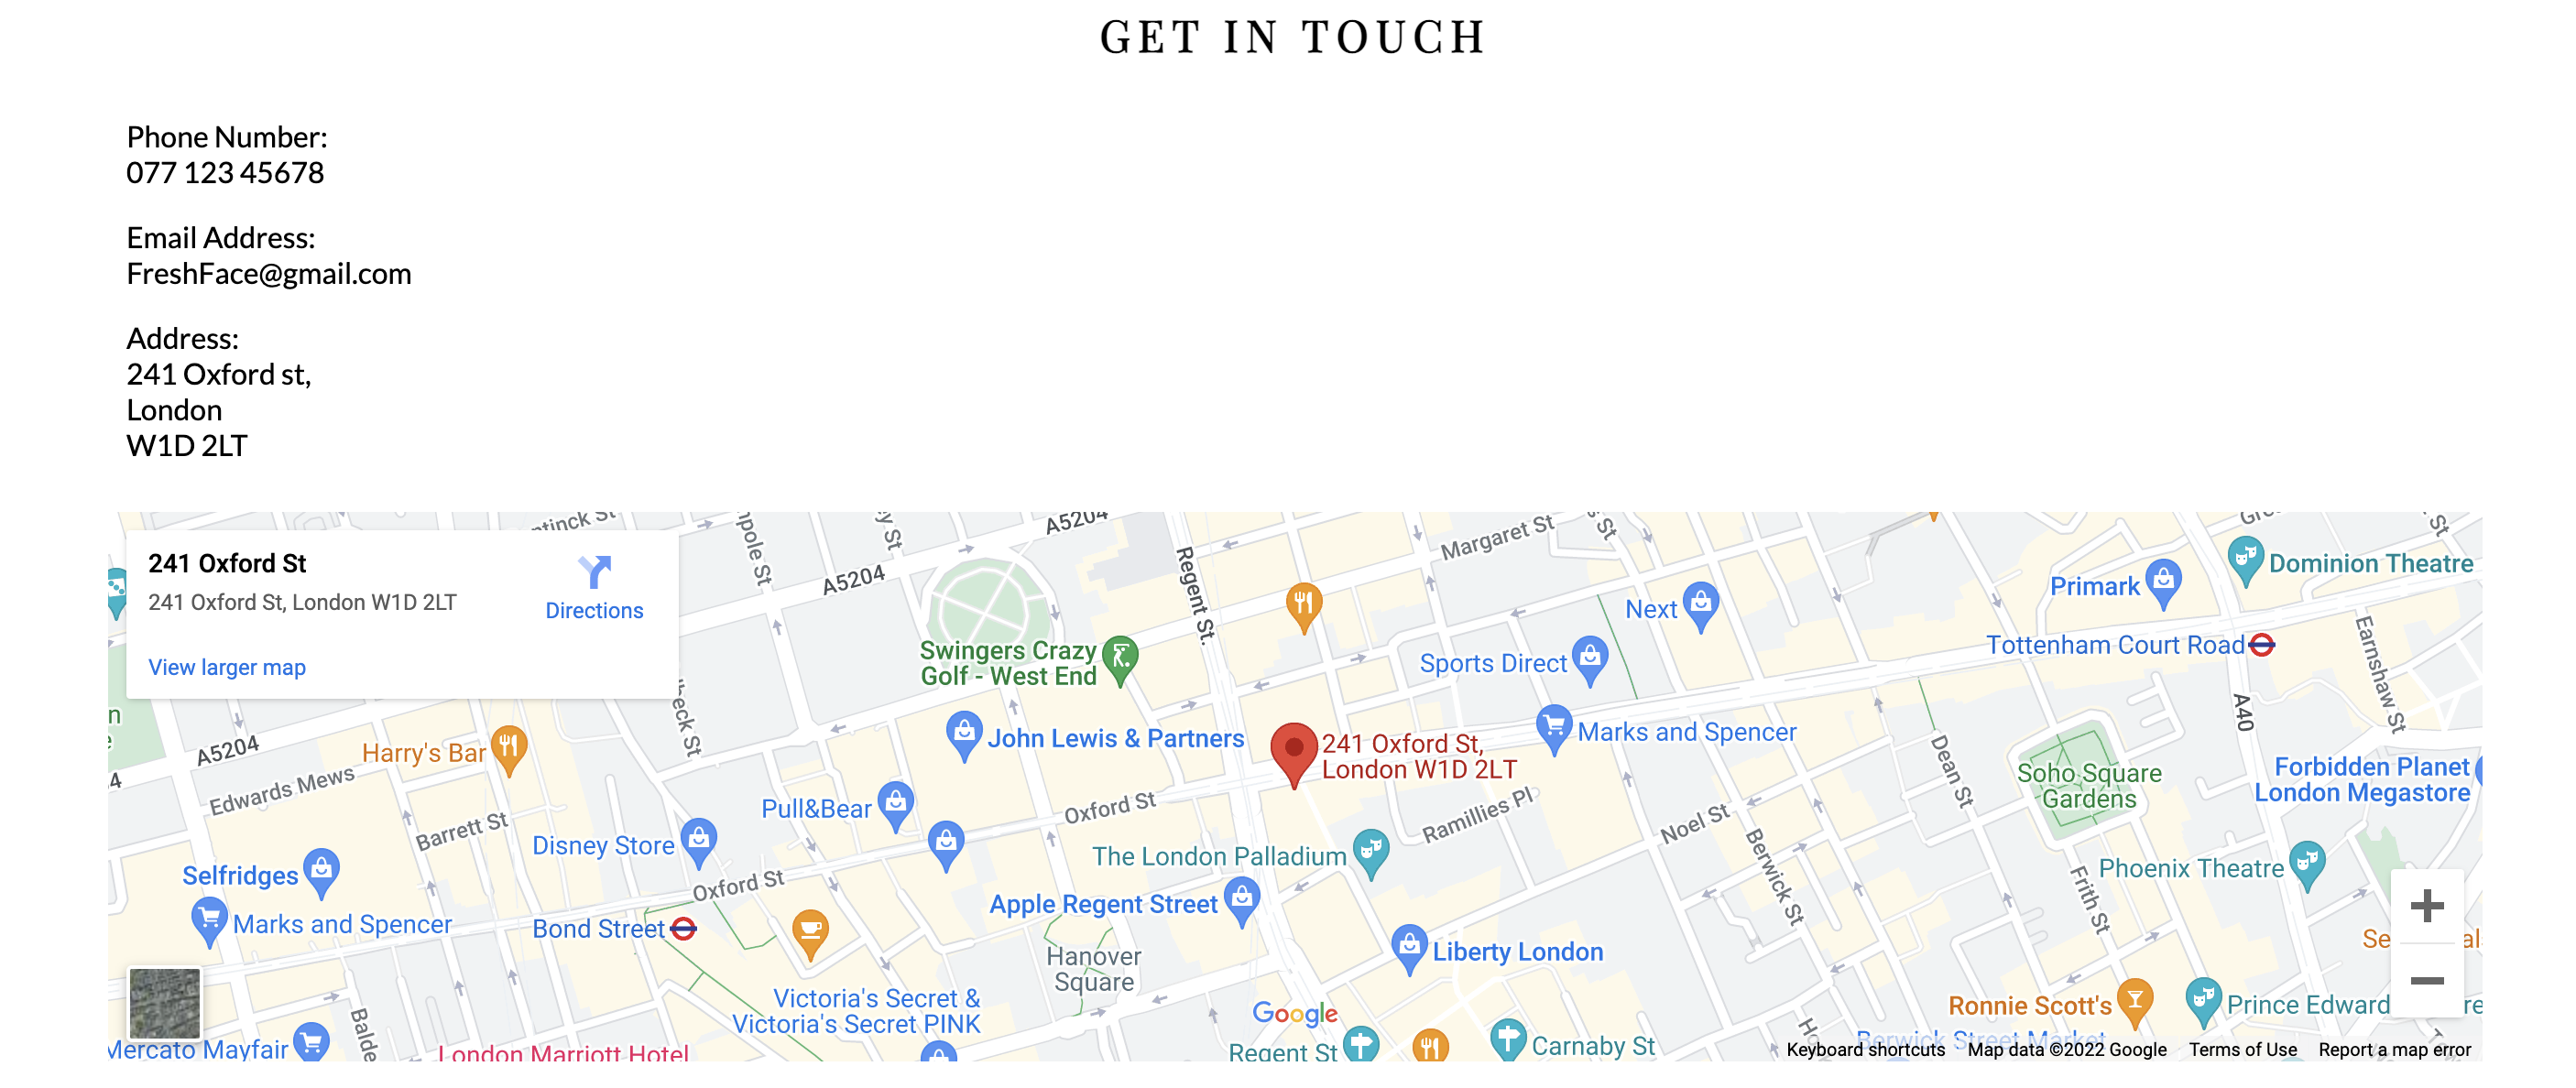 GET IN TOUCH
Phone Number:
077 123 45678
Email Address:
FreshFace@gmail.com
Address:
241 Oxford st,
London
W1D 2LT
241 Oxford St
241 Oxford St, London W1D 2LT
Directions
View larger map
A5204
A5204
A5204
Regent St.
Margaret St
Swingers Crazy
Golf - West End
Next
Sports Direct
Primark
Dominion Theatre
Tottenham Court Road
Earnshaw St
A40
Harry's Bar
Edwards Mews
Barrett St
John Lewis & Partners
241 Oxford St,
London W1D 2LT
Marks and Spencer
Pull&Bear
Oxford St
Ramillies Pl
Noel St
Berwick St
Dean St
Soho Square
Gardens
Forbidden Planet
London Megastore
Disney Store
Selfridges
Oxford St
The London Palladium
Phoenix Theatre
Frith St
Marks and Spencer
Bond Street
Apple Regent Street
Hanover
Square
Liberty London
Victoria's Secret &
Victoria's Secret PINK
Google
Ronnie Scott's
Prince Edward
Mercato Mayfair
London Marriott Hotel
Regent St
Carnaby St
Berwick Street Market
Keyboard shortcuts
Map data ©2022 Google
Terms of Use
Report a map error